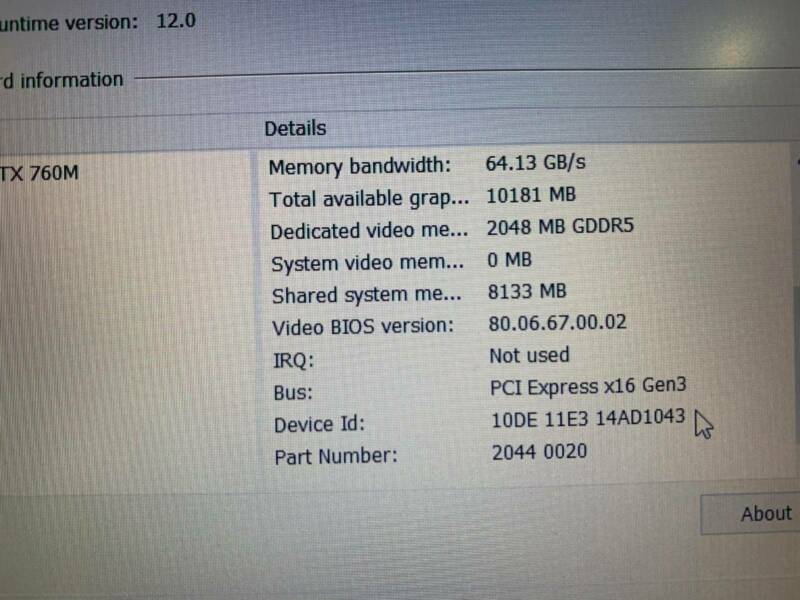 untime version: 12.0
rd information
Details
TX 760M
Memory bandwidth: 64.13 GB/s
Total available grap... 10181 MB
Dedicated video me... 2048 MB GDDR5
System video mem... 0 MB
Shared system me... 8133 MB
Video BIOS version: 80.06.67.00.02
IRQ: Not used
Bus: PCI Express x16 Gen3
Device Id: 10DE 11E3 14AD1043
Part Number: 2044 0020
About